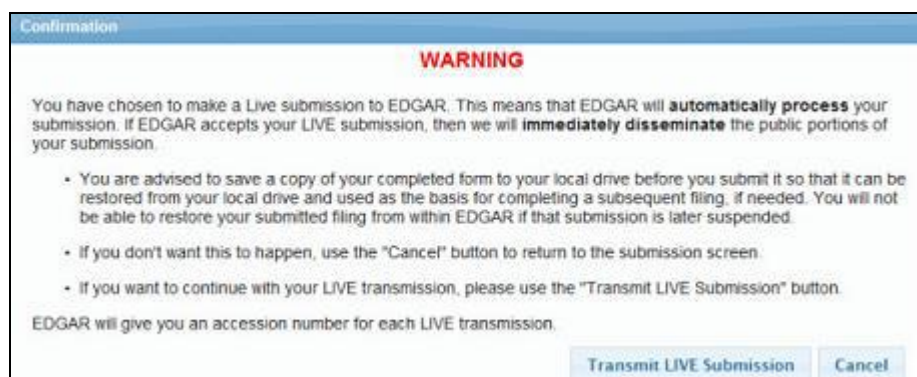 Confirmation
WARNING
You have chosen to make a Live submission to EDGAR. This means that EDGAR will automatically process your
submission. If EDGAR accepts your LIVE submission, then we will immediately disseminate the public portions of
your submission.
• You are advised to save a copy of your completed form to your local drive before you submit it so that it can be
restored from your local drive and used as the basis for completing a subsequent filing, if needed. You will not
be able to restore your submitted filing from within EDGAR if that submission is later suspended.
• If you don't want this to happen, use the "Cancel" button to return to the submission screen.
• If you want to continue with your LIVE transmission, please use the "Transmit LIVE Submission" button.
EDGAR will give you an accession number for each LIVE transmission.
Transmit LIVE Submission Cancel